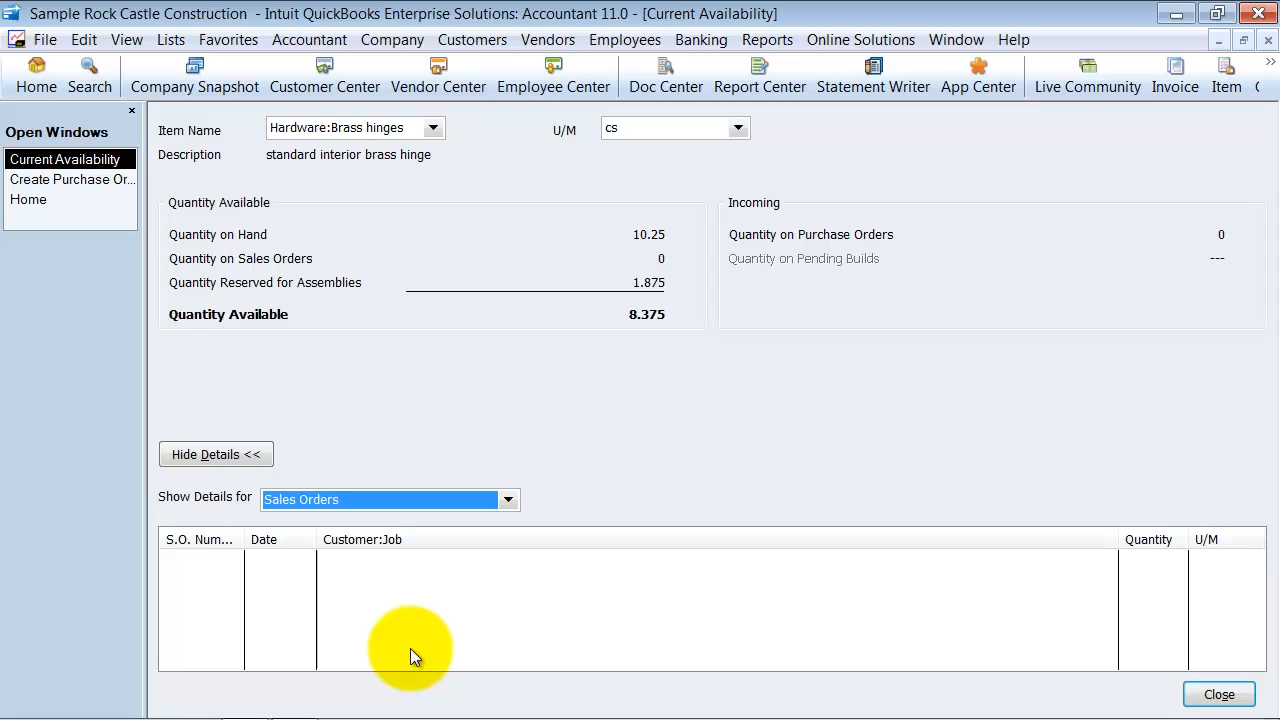 Sample Rock Castle Construction - Intuit QuickBooks Enterprise Solutions: Accountant 11.0 - [Current Availability]
File Edit View Lists Favorites Accountant Company Customers Vendors Employees Banking Reports Online Solutions Window Help
Home Search Company Snapshot Customer Center Vendor Center Employee Center Doc Center Report Center Statement Writer App Center Live Community Invoice Item
Open Windows
Current Availability
Create Purchase Or...
Home
Item Name Hardware:Brass hinges U/M cs
Description standard interior brass hinge
Quantity Available Incoming
Quantity on Hand 10.25 Quantity on Purchase Orders 0
Quantity on Sales Orders 0 Quantity on Pending Builds ---
Quantity Reserved for Assemblies 1.875
Quantity Available 8.375
Hide Details <<
Show Details for Sales Orders
S.O. Num... Date Customer:Job Quantity U/M
Close